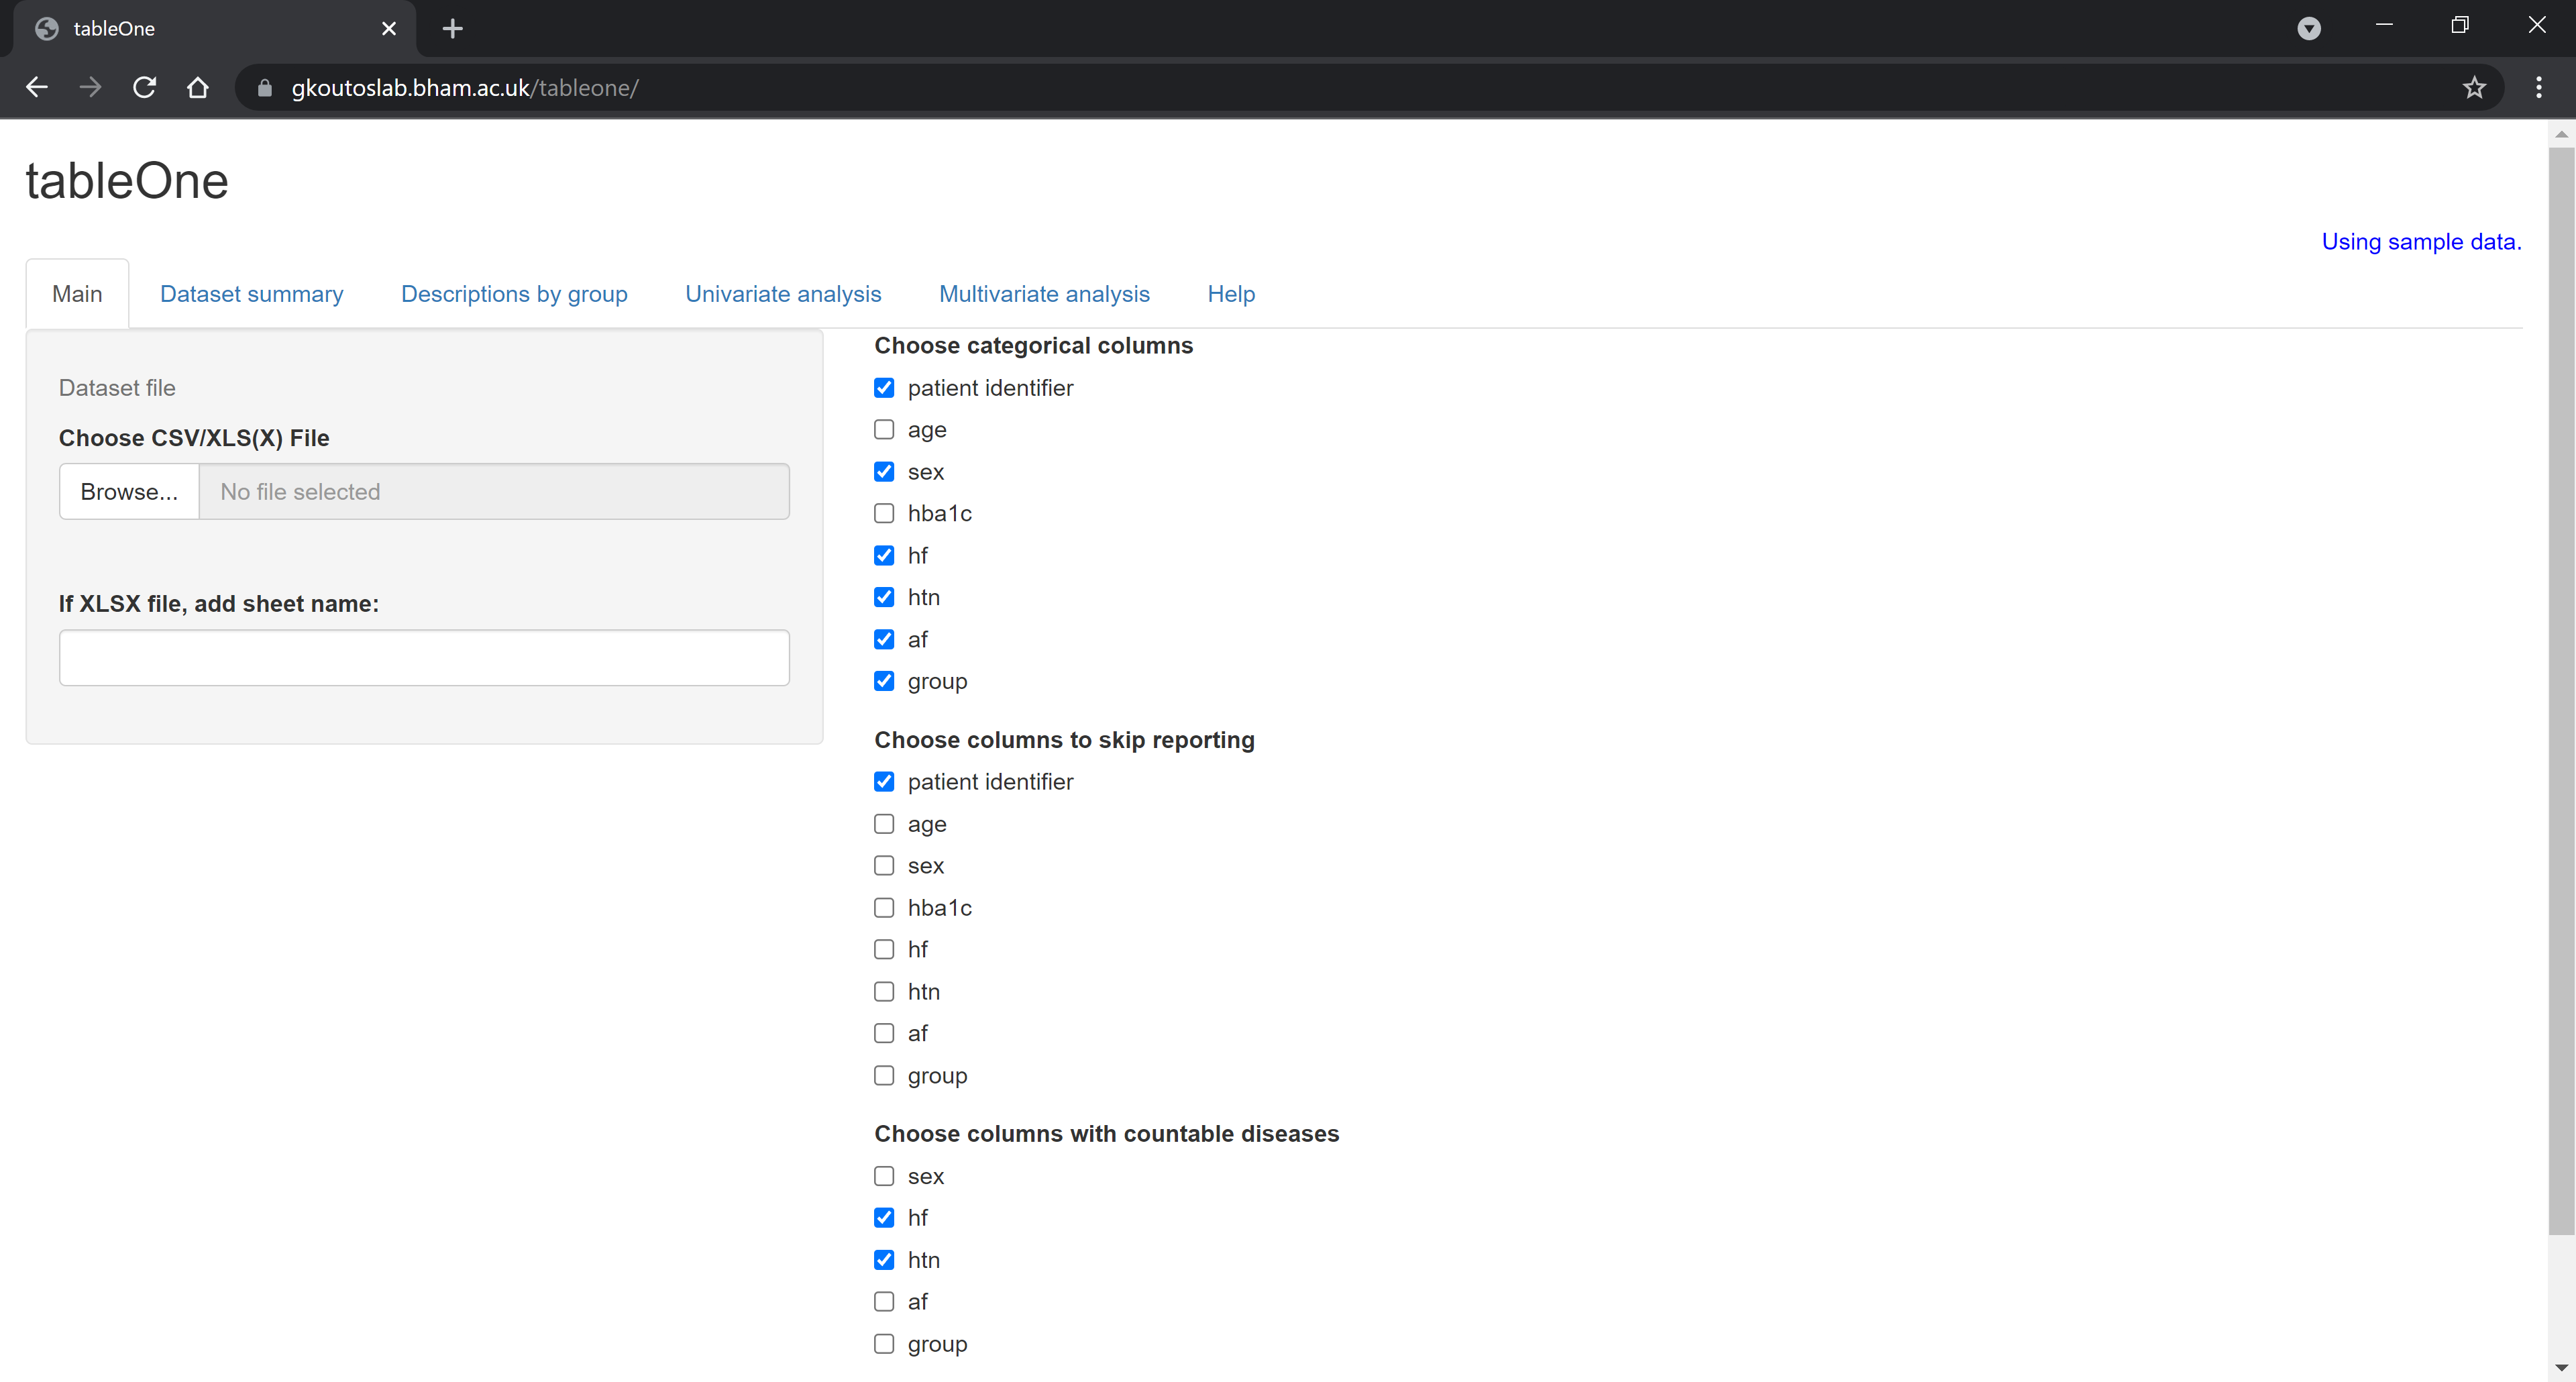 tableOne
gkoutoslab.bham.ac.uk/tableone/
tableOne
Using sample data.
Main Dataset summary Descriptions by group Univariate analysis Multivariate analysis Help
Dataset file
Choose CSV/XLS(X) File
Browse... No file selected
If XLSX file, add sheet name:
Choose categorical columns
patient identifier
age
sex
hba1c
hf
htn
af
group
Choose columns to skip reporting
patient identifier
age
sex
hba1c
hf
htn
af
group
Choose columns with countable diseases
sex
hf
htn
af
group